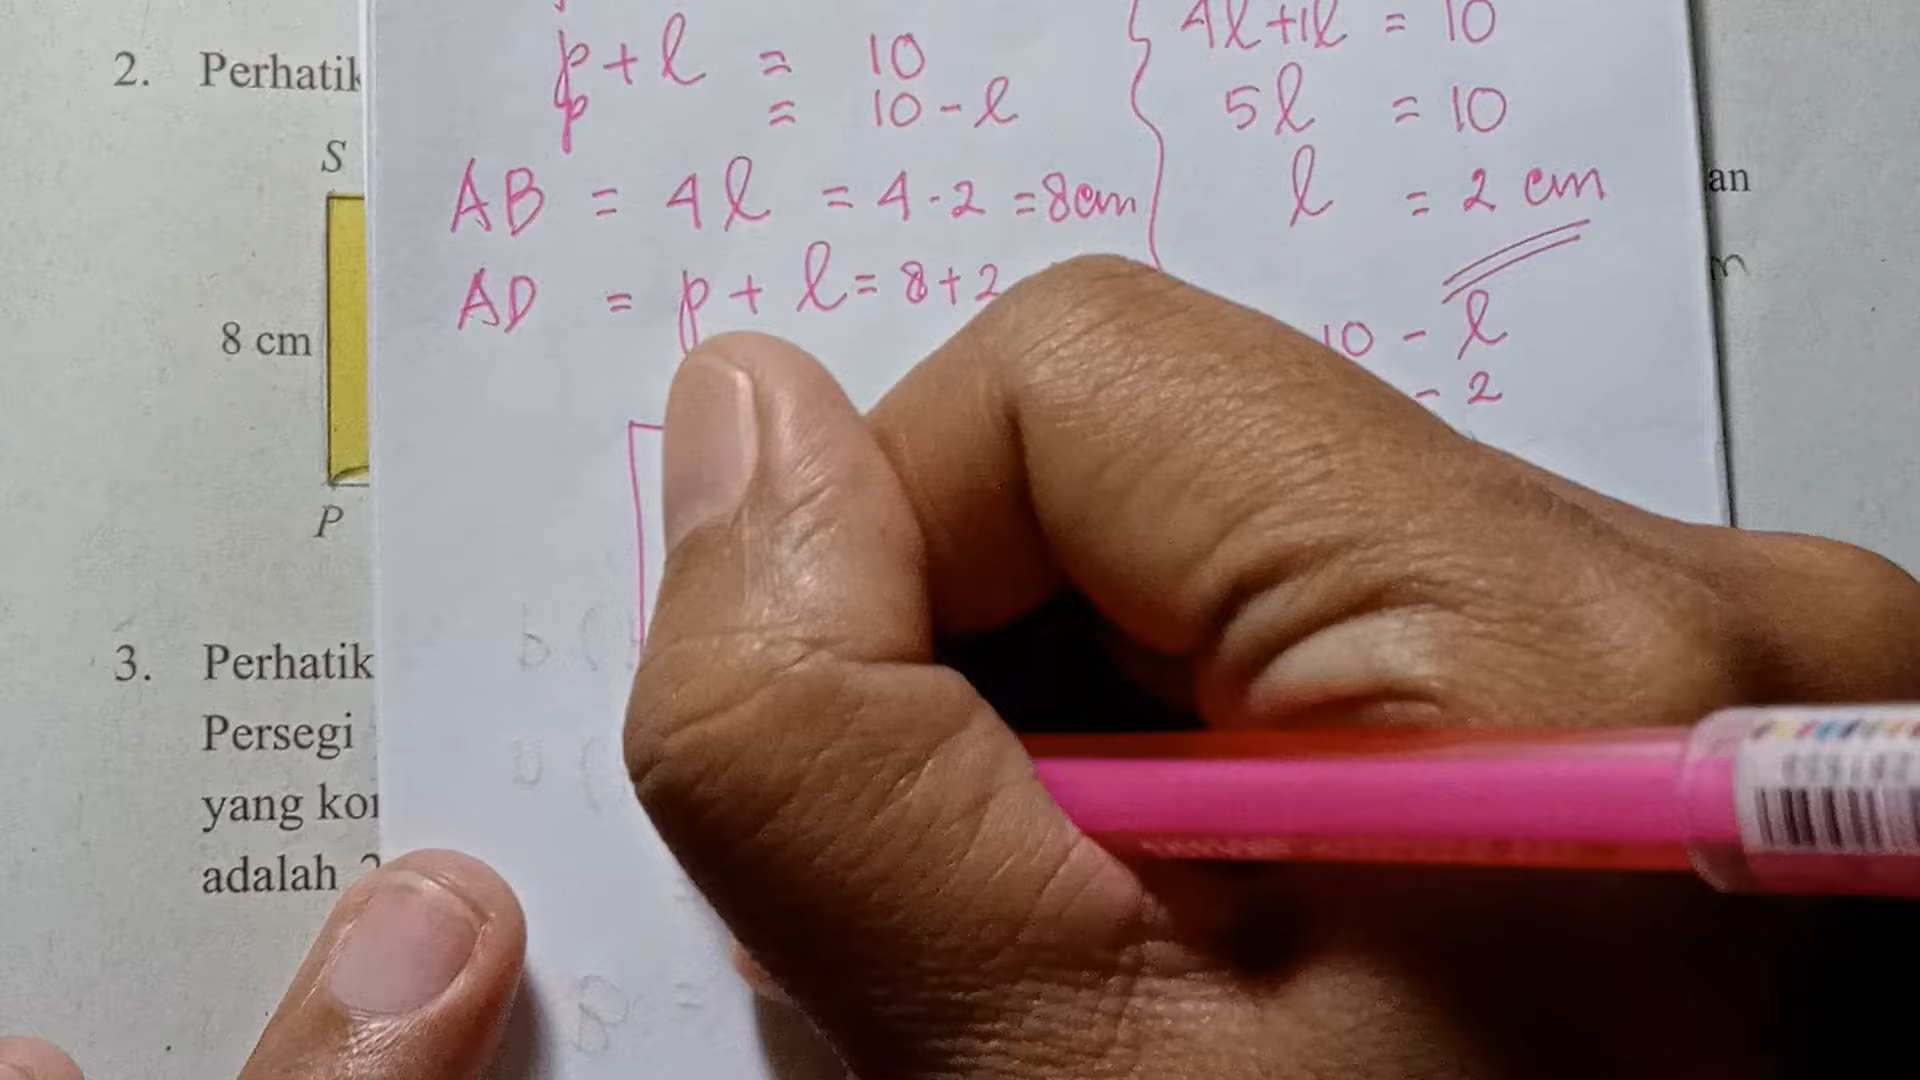 2. Perhatik
S
8 cm
P
3. Perhatik
Persegi
yang kon
adalah
p + l = 10
p = 10 - l
AB = 4l = 4 · 2 = 8cm
AD = p + l = 8 + 2
4l + 1l = 10
5l = 10
l = 2 cm
10 - l
- 2
an
n
b (
B =